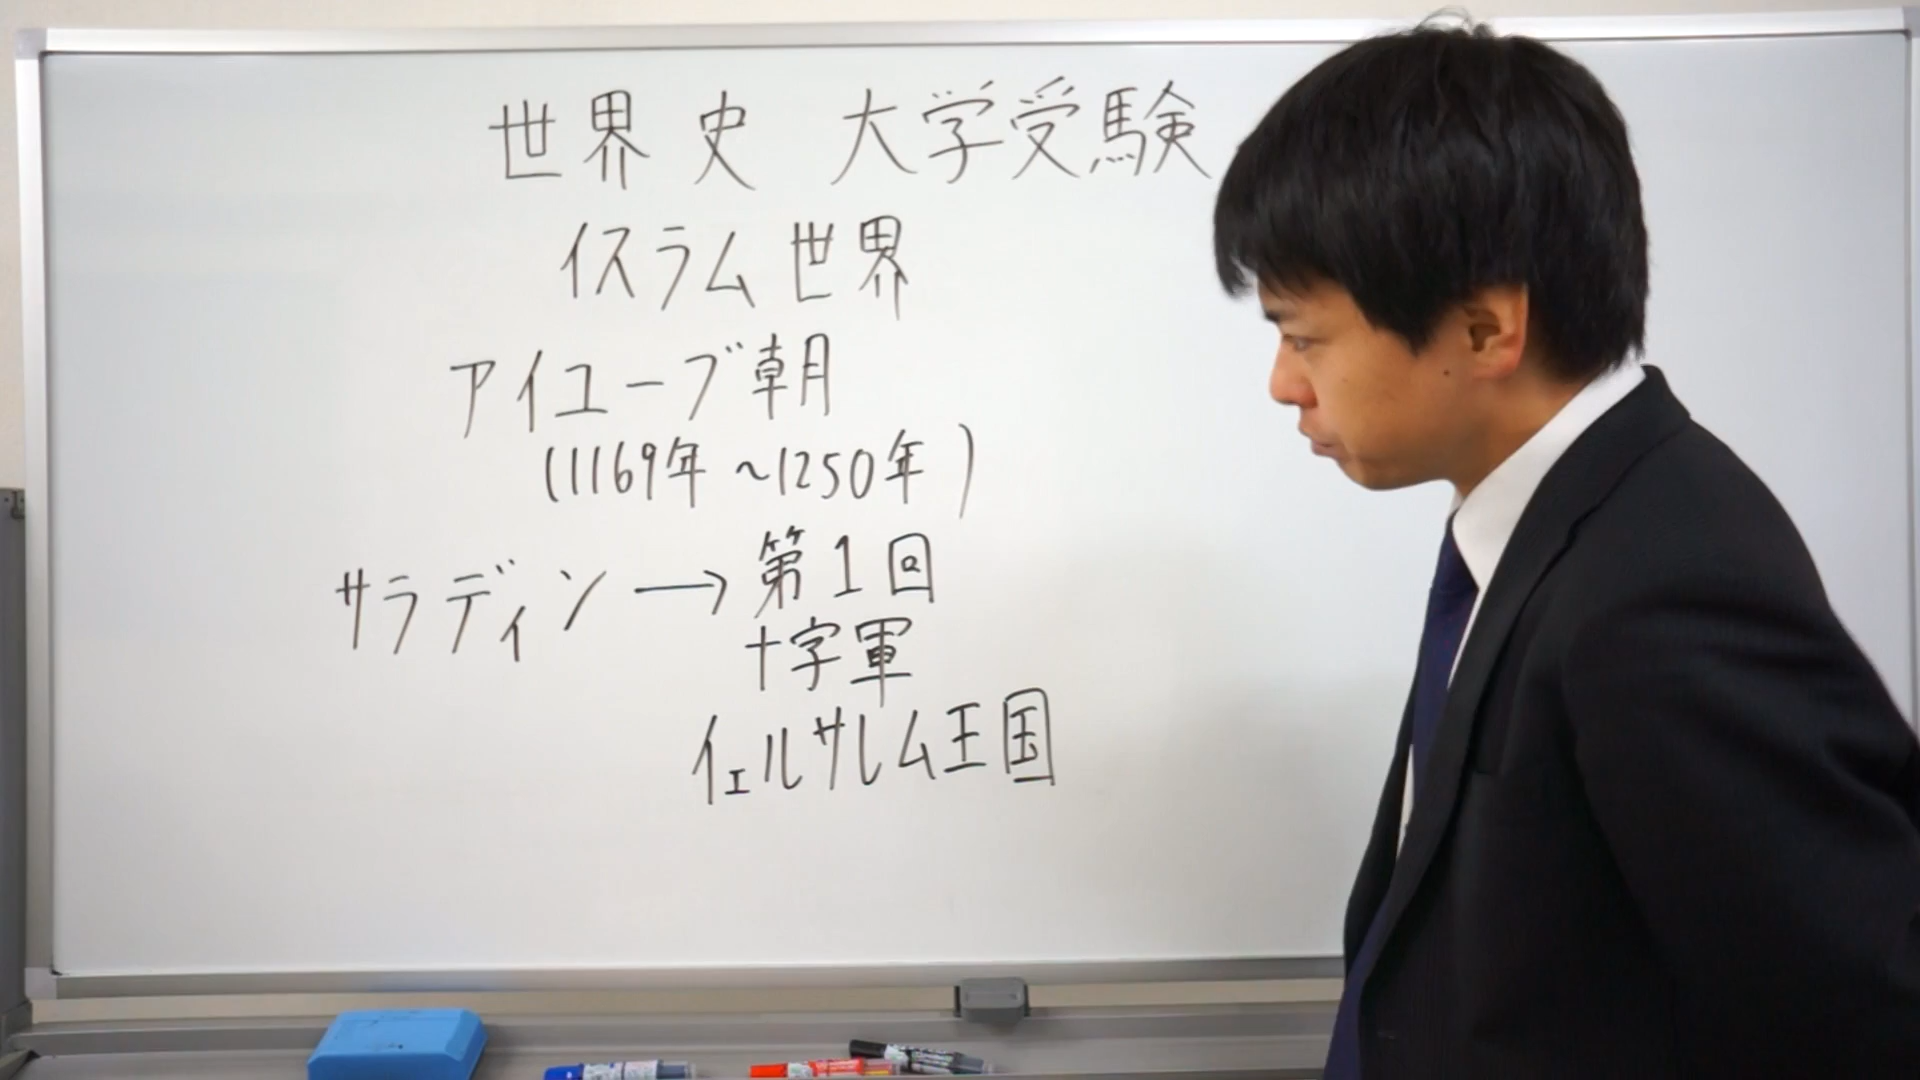 世界史 大学受験
イスラム世界
アイユーブ朝
(1169年~1250年)
サラディン→第1回
十字軍
イェルサレム王国